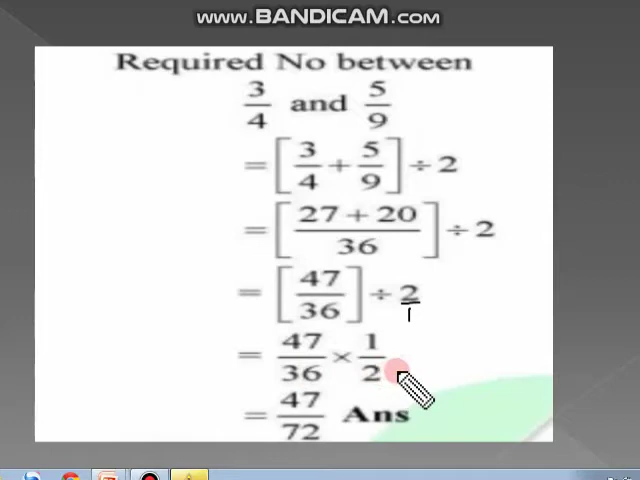 www.BANDICAM.com
Required No between
3/4 and 5/9
= [3/4 + 5/9] ÷ 2
= [27 + 20/36] ÷ 2
= [47/36] ÷ 2/1
= 47/36 × 1/2
= 47/72 Ans